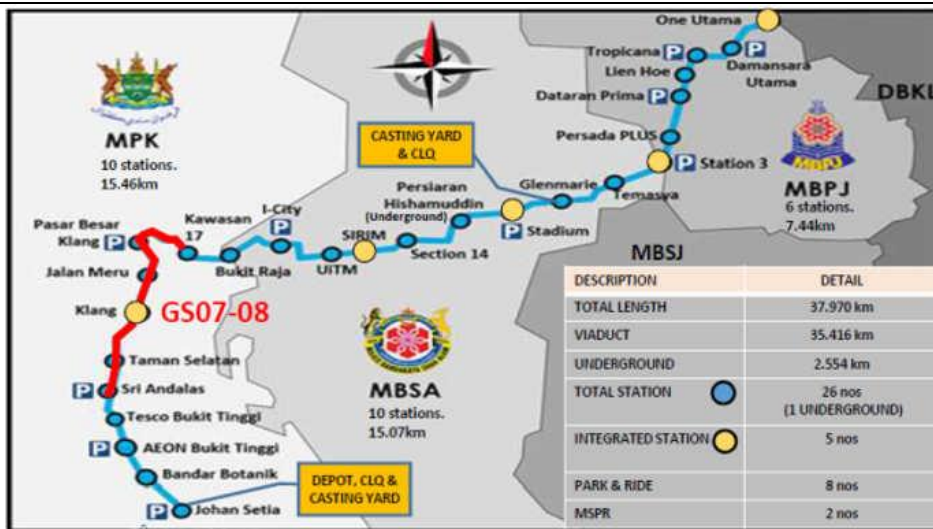 One Utama
Tropicana P
P
Damansara
Utama
Lien Hoe
Dataran Prima P
DBKL
MPK
10 stations.
15.46km
CASTING YARD
& CLQ
Persada PLUS
P Station 3
MBPJ
6 stations.
7.44km
Glenmarie
Temasya
Persiaran
Hishamuddin
(Underground)
P Stadium
I-City
P
Pasar Besar
Klang P
Kawasan
17
SIRIM
Section 14
UiTM
Bukit Raja
MBSJ
Jalan Meru
Klang
GS07-08
Taman Selatan
P Sri Andalas
Tesco Bukit Tinggi
P AEON Bukit Tinggi
Bandar Botanik
P Johan Setia
MBSA
10 stations.
15.07km
DEPOT, CLQ &
CASTING YARD
DESCRIPTION DETAIL
TOTAL LENGTH 37.970 km
VIADUCT 35.416 km
UNDERGROUND 2.554 km
TOTAL STATION 26 nos
(1 UNDERGROUND)
INTEGRATED STATION 5 nos
PARK & RIDE 8 nos
MSPR 2 nos